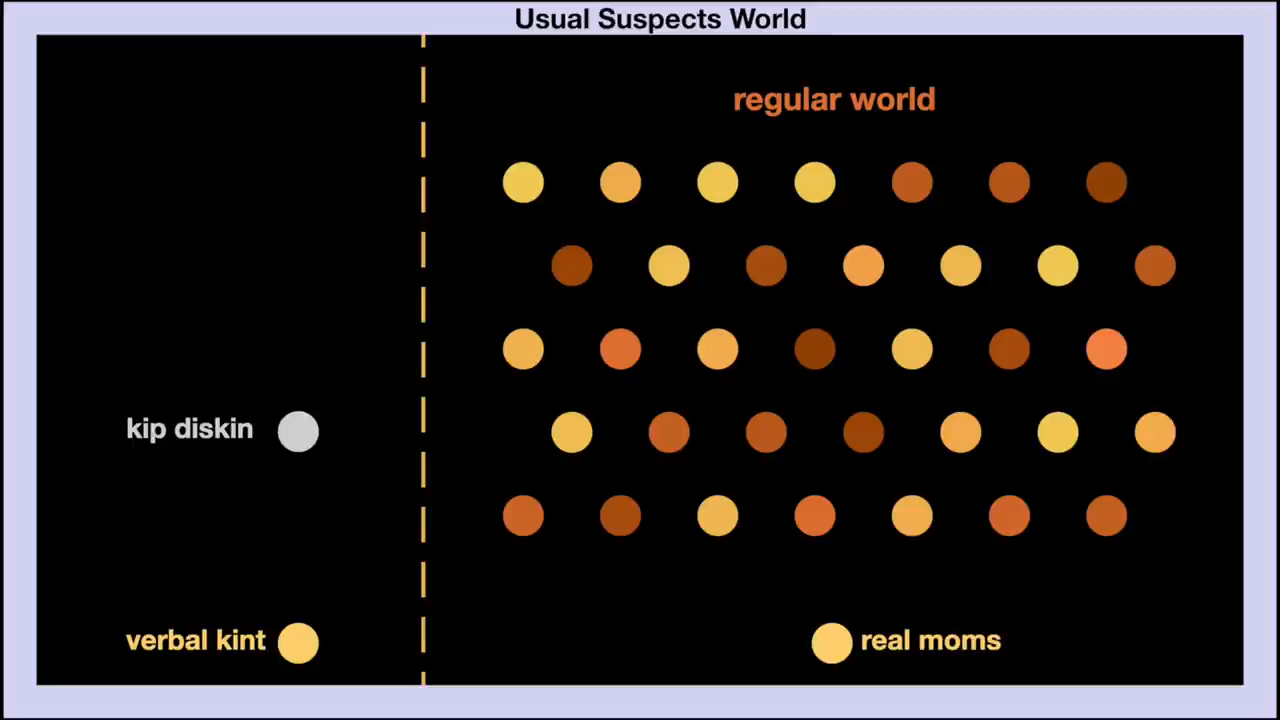 Usual Suspects World
regular world
kip diskin
verbal kint
real moms